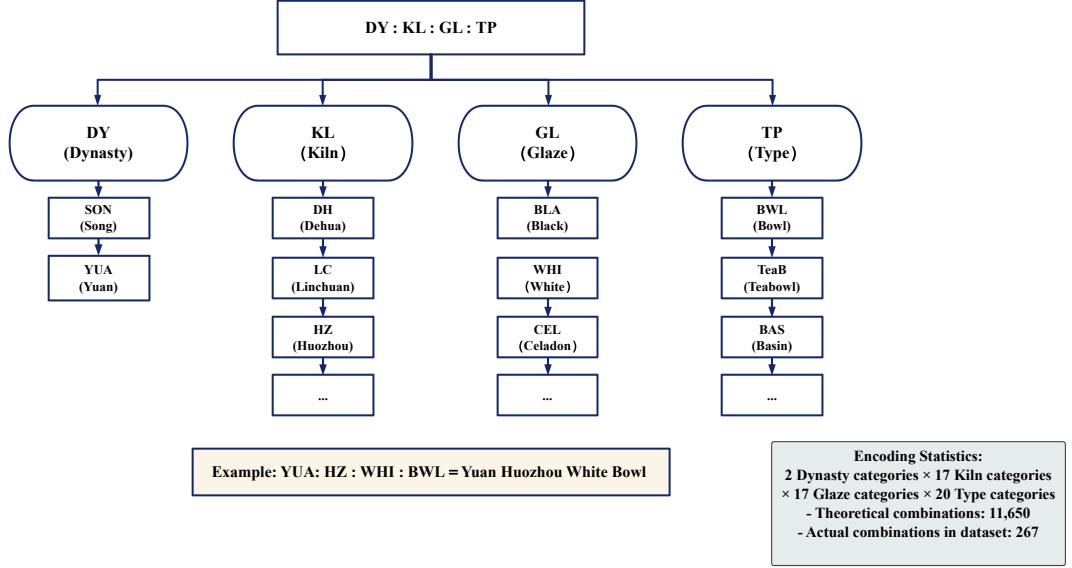 DY : KL : GL : TP
DY
(Dynasty)
KL
(Kiln)
GL
(Glaze)
TP
(Type)
SON
(Song)
YUA
(Yuan)
DH
(Dehua)
LC
(Linchuan)
HZ
(Huozhou)
...
BLA
(Black)
WHI
(White)
CEL
(Celadon)
...
BWL
(Bowl)
TeaB
(Teabowl)
BAS
(Basin)
...
Example: YUA: HZ : WHI : BWL = Yuan Huozhou White Bowl
Encoding Statistics:
2 Dynasty categories × 17 Kiln categories
× 17 Glaze categories × 20 Type categories
- Theoretical combinations: 11,650
- Actual combinations in dataset: 267